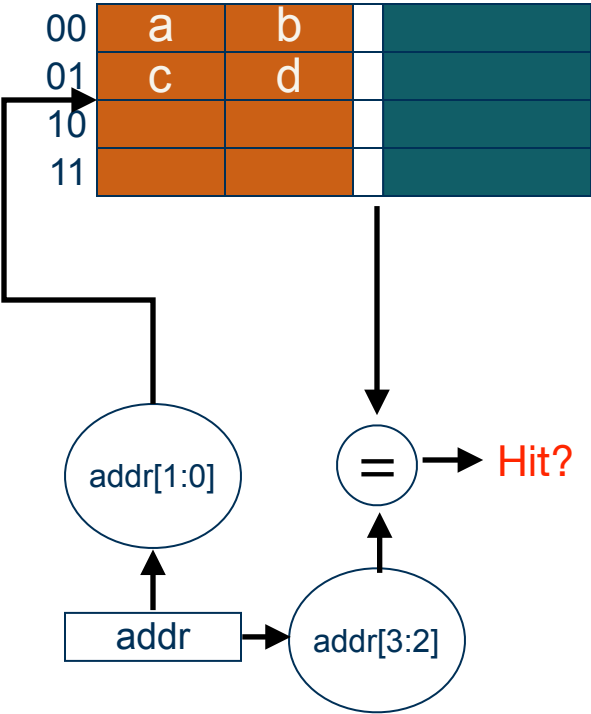 00 a b
01 c d
10
11
addr[1:0]
= Hit?
addr
addr[3:2]